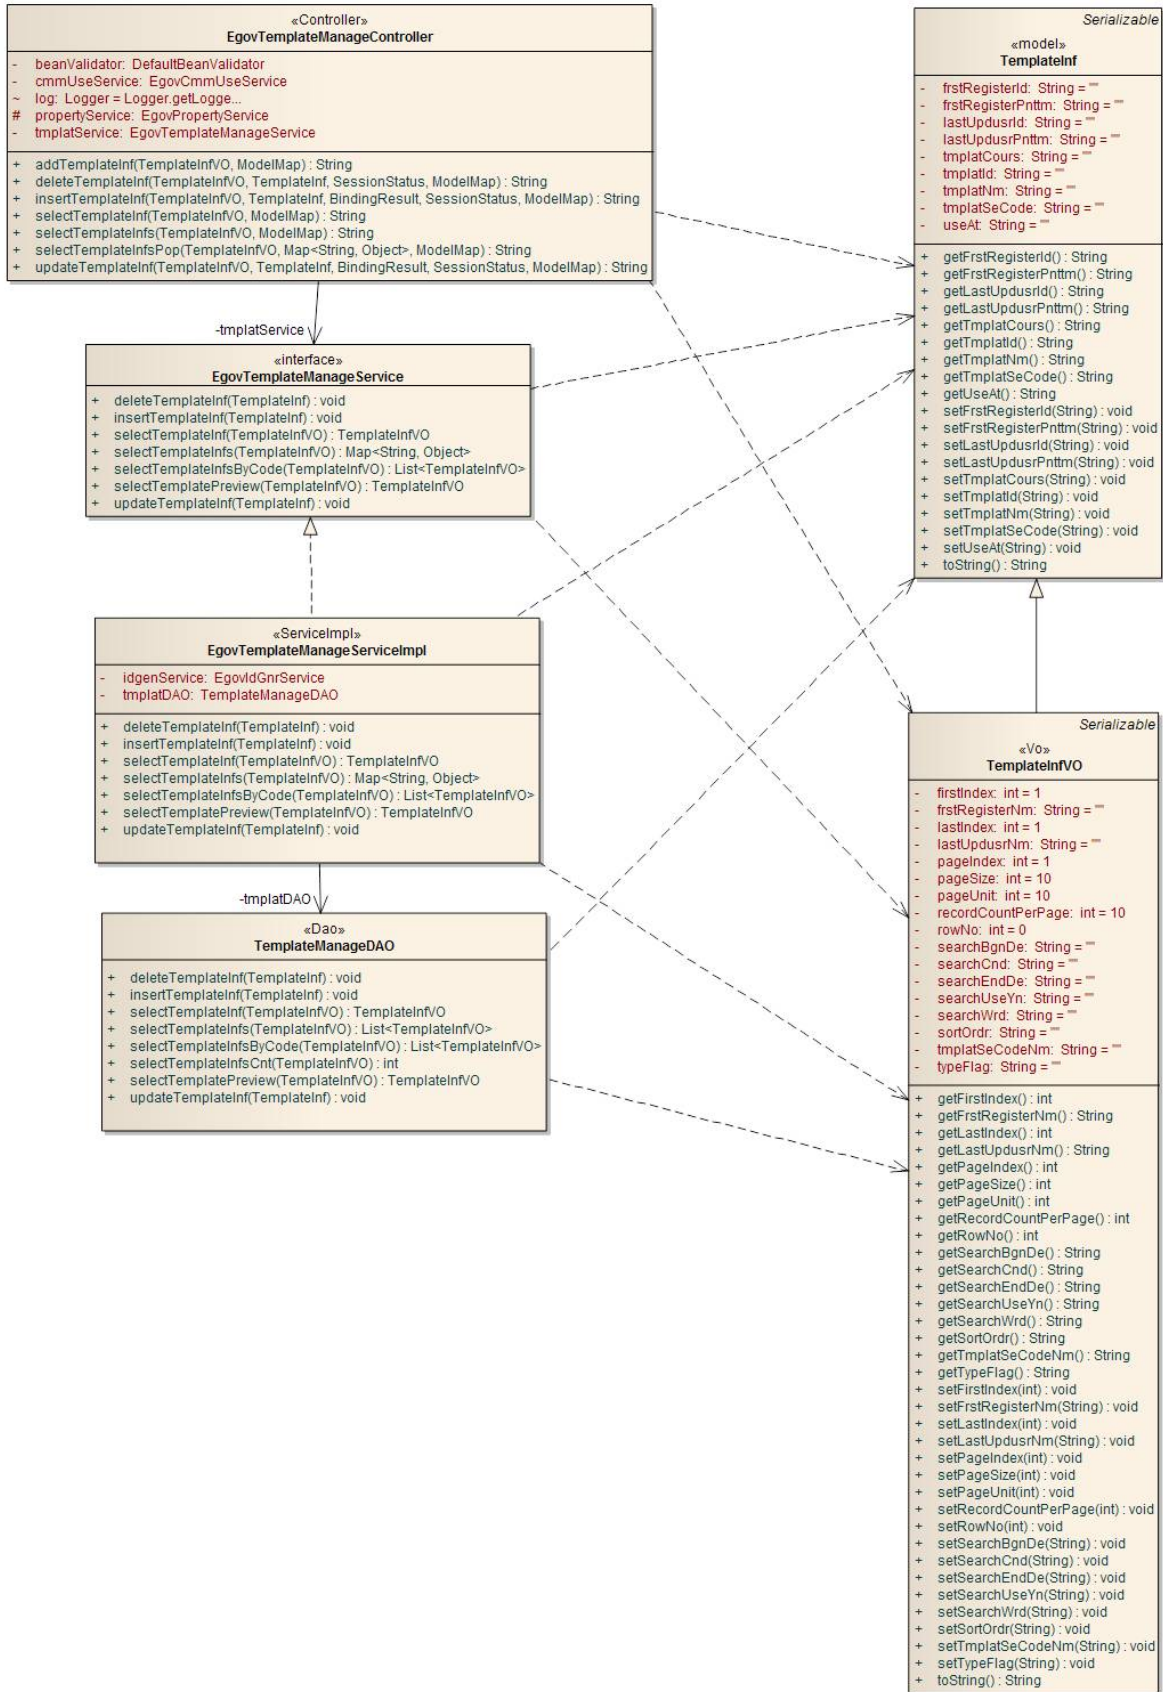 «Controller»
EgovTemplateManageController
- beanValidator: DefaultBeanValidator
- cmmUseService: EgovCmmUseService
~ log: Logger = Logger.getLogge...
# propertyService: EgovPropertyService
- tmplatService: EgovTemplateManageService
+ addTemplateInf(TemplateInfVO, ModelMap) : String
+ deleteTemplateInf(TemplateInfVO, TemplateInf, SessionStatus, ModelMap) : String
+ insertTemplateInf(TemplateInfVO, TemplateInf, BindingResult, SessionStatus, ModelMap) : String
+ selectTemplateInf(TemplateInfVO, ModelMap) : String
+ selectTemplateInfs(TemplateInfVO, ModelMap) : String
+ selectTemplateInfsPop(TemplateInfVO, Map<String, Object>, ModelMap) : String
+ updateTemplateInf(TemplateInfVO, TemplateInf, BindingResult, SessionStatus, ModelMap) : String
-tmplatService
«interface»
EgovTemplateManageService
+ deleteTemplateInf(TemplateInf) : void
+ insertTemplateInf(TemplateInf) : void
+ selectTemplateInf(TemplateInfVO) : TemplateInfVO
+ selectTemplateInfs(TemplateInfVO) : Map<String, Object>
+ selectTemplateInfsByCode(TemplateInfVO) : List<TemplateInfVO>
+ selectTemplatePreview(TemplateInfVO) : TemplateInfVO
+ updateTemplateInf(TemplateInf) : void
«ServiceImpl»
EgovTemplateManageServiceImpl
- idgenService: EgovIdGnrService
- tmplatDAO: TemplateManageDAO
+ deleteTemplateInf(TemplateInf) : void
+ insertTemplateInf(TemplateInf) : void
+ selectTemplateInf(TemplateInfVO) : TemplateInfVO
+ selectTemplateInfs(TemplateInfVO) : Map<String, Object>
+ selectTemplateInfsByCode(TemplateInfVO) : List<TemplateInfVO>
+ selectTemplatePreview(TemplateInfVO) : TemplateInfVO
+ updateTemplateInf(TemplateInf) : void
-tmplatDAO
«Dao»
TemplateManageDAO
+ deleteTemplateInf(TemplateInf) : void
+ insertTemplateInf(TemplateInf) : void
+ selectTemplateInf(TemplateInfVO) : TemplateInfVO
+ selectTemplateInfs(TemplateInfVO) : List<TemplateInfVO>
+ selectTemplateInfsByCode(TemplateInfVO) : List<TemplateInfVO>
+ selectTemplateInfsCnt(TemplateInfVO) : int
+ selectTemplatePreview(TemplateInfVO) : TemplateInfVO
+ updateTemplateInf(TemplateInf) : void
Serializable
«model»
TemplateInf
- frstRegisterId: String = ""
- frstRegisterPnttm: String = ""
- lastUpdusrId: String = ""
- lastUpdusrPnttm: String = ""
- tmplatCours: String = ""
- tmplatId: String = ""
- tmplatNm: String = ""
- tmplatSeCode: String = ""
- useAt: String = ""
+ getFrstRegisterId() : String
+ getFrstRegisterPnttm() : String
+ getLastUpdusrId() : String
+ getLastUpdusrPnttm() : String
+ getTmplatCours() : String
+ getTmplatId() : String
+ getTmplatNm() : String
+ getTmplatSeCode() : String
+ getUseAt() : String
+ setFrstRegisterId(String) : void
+ setFrstRegisterPnttm(String) : void
+ setLastUpdusrId(String) : void
+ setLastUpdusrPnttm(String) : void
+ setTmplatCours(String) : void
+ setTmplatId(String) : void
+ setTmplatNm(String) : void
+ setTmplatSeCode(String) : void
+ setUseAt(String) : void
+ toString() : String
Serializable
«Vo»
TemplateInfVO
- firstIndex: int = 1
- frstRegisterNm: String = ""
- lastIndex: int = 1
- lastUpdusrNm: String = ""
- pageIndex: int = 1
- pageSize: int = 10
- pageUnit: int = 10
- recordCountPerPage: int = 10
- rowNo: int = 0
- searchBgnDe: String = ""
- searchCnd: String = ""
- searchEndDe: String = ""
- searchUseYn: String = ""
- searchWrd: String = ""
- sortOrdr: String = ""
- tmplatSeCodeNm: String = ""
- typeFlag: String = ""
+ getFirstIndex() : int
+ getFrstRegisterNm() : String
+ getLastIndex() : int
+ getLastUpdusrNm() : String
+ getPageIndex() : int
+ getPageSize() : int
+ getPageUnit() : int
+ getRecordCountPerPage() : int
+ getRowNo() : int
+ getSearchBgnDe() : String
+ getSearchCnd() : String
+ getSearchEndDe() : String
+ getSearchUseYn() : String
+ getSearchWrd() : String
+ getSortOrdr() : String
+ getTmplatSeCodeNm() : String
+ getTypeFlag() : String
+ setFirstIndex(int) : void
+ setFrstRegisterNm(String) : void
+ setLastIndex(int) : void
+ setLastUpdusrNm(String) : void
+ setPageIndex(int) : void
+ setPageSize(int) : void
+ setPageUnit(int) : void
+ setRecordCountPerPage(int) : void
+ setRowNo(int) : void
+ setSearchBgnDe(String) : void
+ setSearchCnd(String) : void
+ setSearchEndDe(String) : void
+ setSearchUseYn(String) : void
+ setSearchWrd(String) : void
+ setSortOrdr(String) : void
+ setTmplatSeCodeNm(String) : void
+ setTypeFlag(String) : void
+ toString() : String